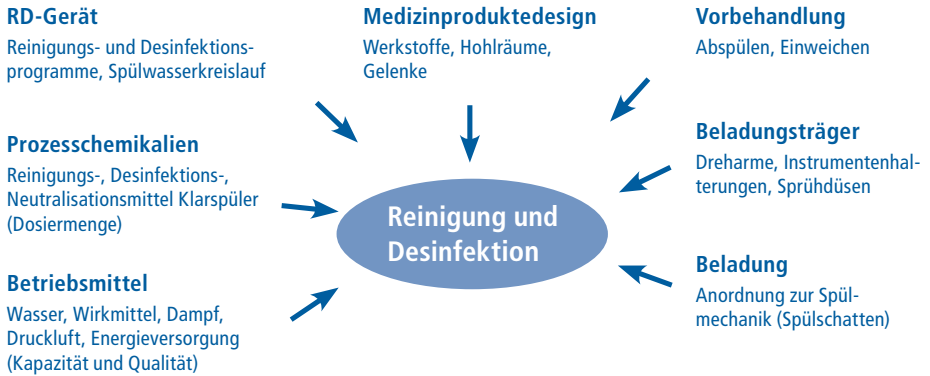 RD-Gerät
Reinigungs- und Desinfektions-
programme, Spülwasserkreislauf
Medizinproduktedesign
Werkstoffe, Hohlräume,
Gelenke
Vorbehandlung
Abspülen, Einweichen
Prozesschemikalien
Reinigungs-, Desinfektions-,
Neutralisationsmittel Klarspüler
(Dosiermenge)
Beladungsträger
Dreharme, Instrumentenhal-
terungen, Sprühdüsen
Reinigung und
Desinfektion
Betriebsmittel
Wasser, Wirkmittel, Dampf,
Druckluft, Energieversorgung
(Kapazität und Qualität)
Beladung
Anordnung zur Spül-
mechanik (Spülschatten)